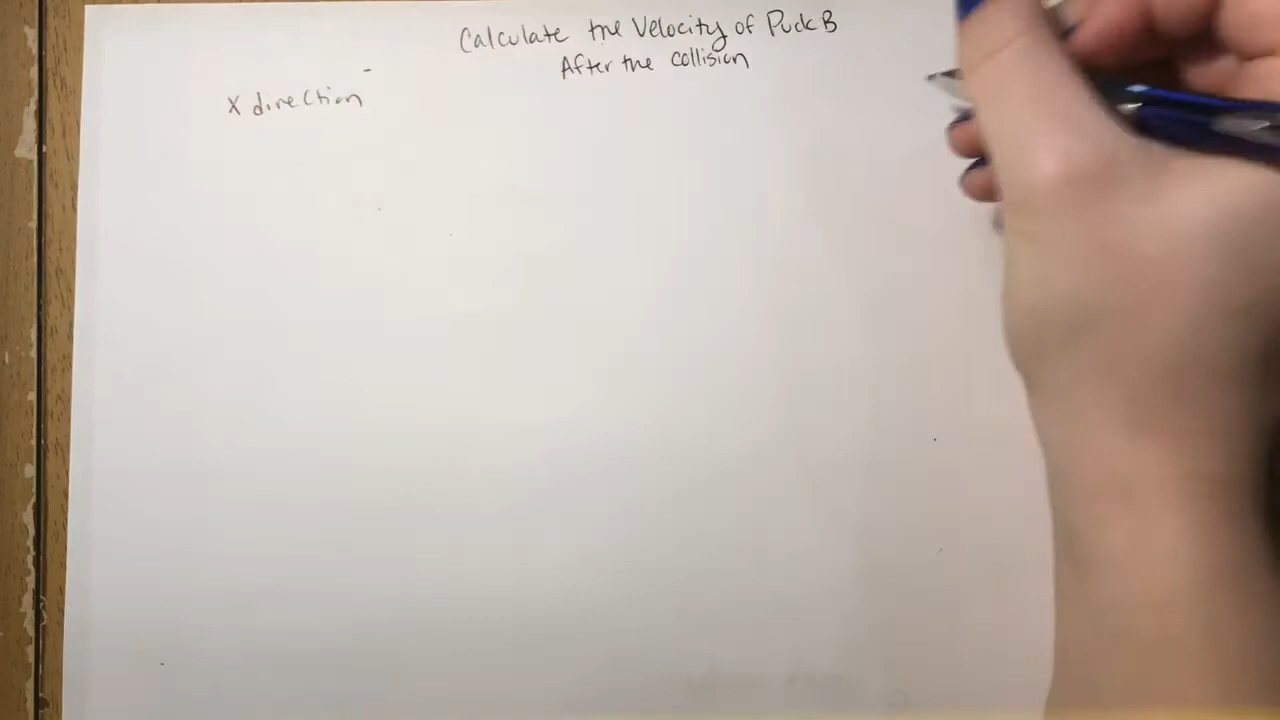 Calculate the Velocity of Puck B
After the collision
x direction